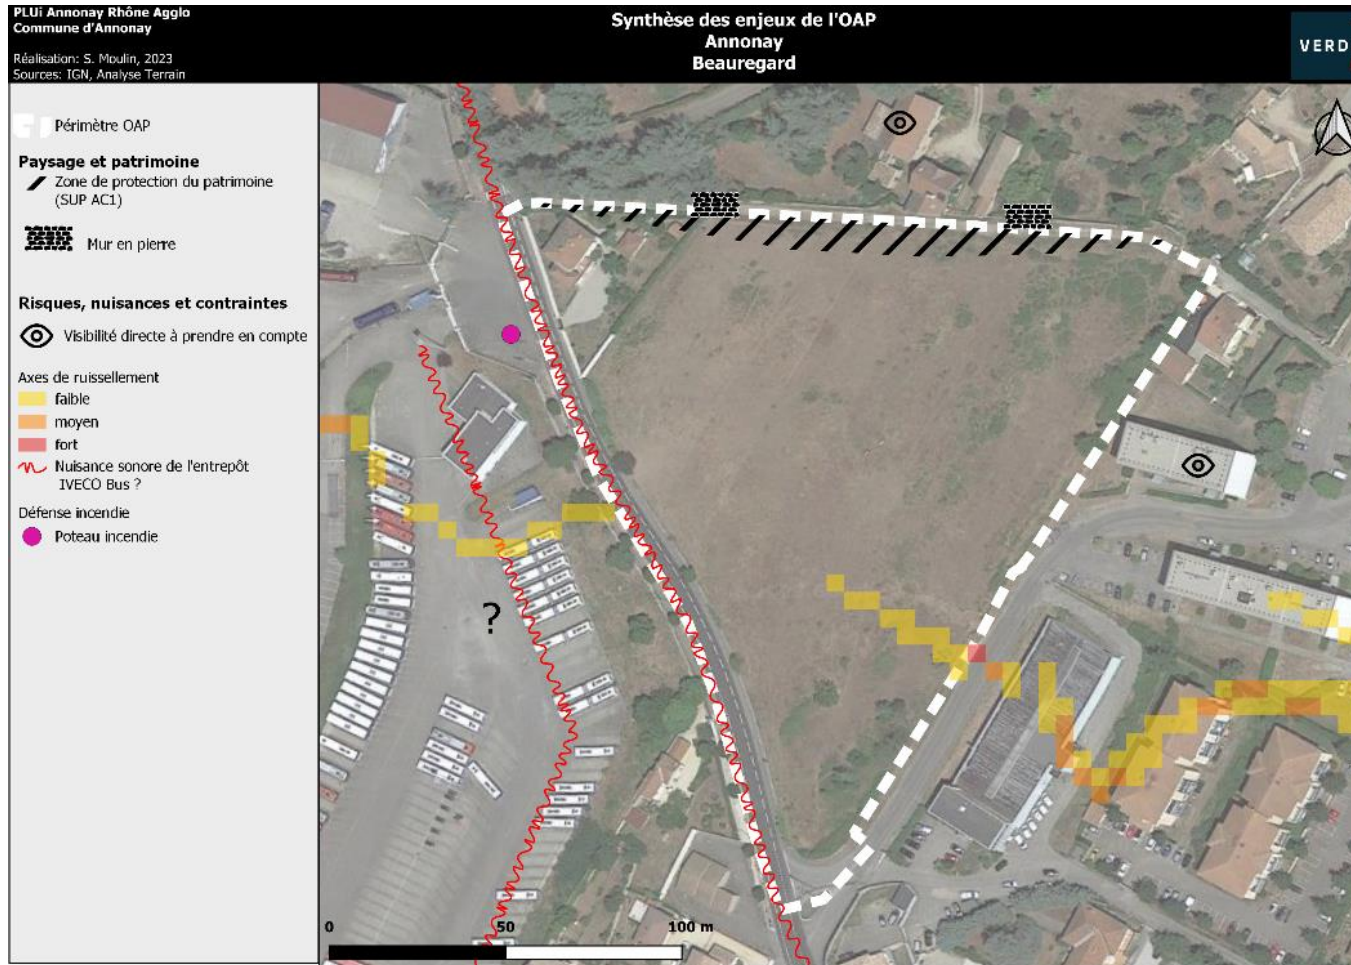 PLUi Annonay Rhône Agglo
Commune d'Annonay
Réalisation: S. Moulin, 2023
Sources: IGN, Analyse Terrain
Synthèse des enjeux de l'OAP
Annonay
Beauregard
VERD
Périmètre OAP
Paysage et patrimoine
Zone de protection du patrimoine
(SUP AC1)
Mur en pierre
Risques, nuisances et contraintes
Visibilité directe à prendre en compte
Axes de ruissellement
faible
moyen
fort
Nuisance sonore de l'entrepôt
IVECO Bus ?
Défense incendie
Poteau incendie
?
0 50 100 m